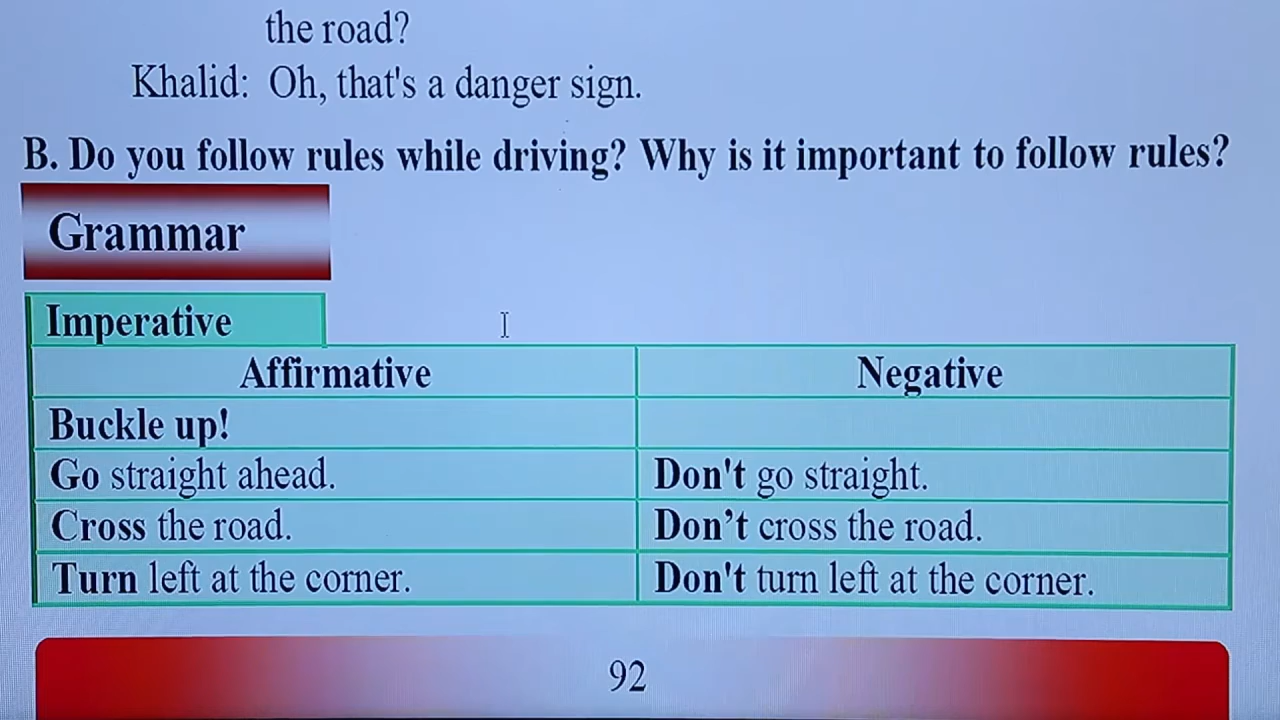 the road?
Khalid: Oh, that's a danger sign.
B. Do you follow rules while driving? Why is it important to follow rules?
Grammar
Imperative
Affirmative Negative
Buckle up!
Go straight ahead. Don't go straight.
Cross the road. Don’t cross the road.
Turn left at the corner. Don't turn left at the corner.
92